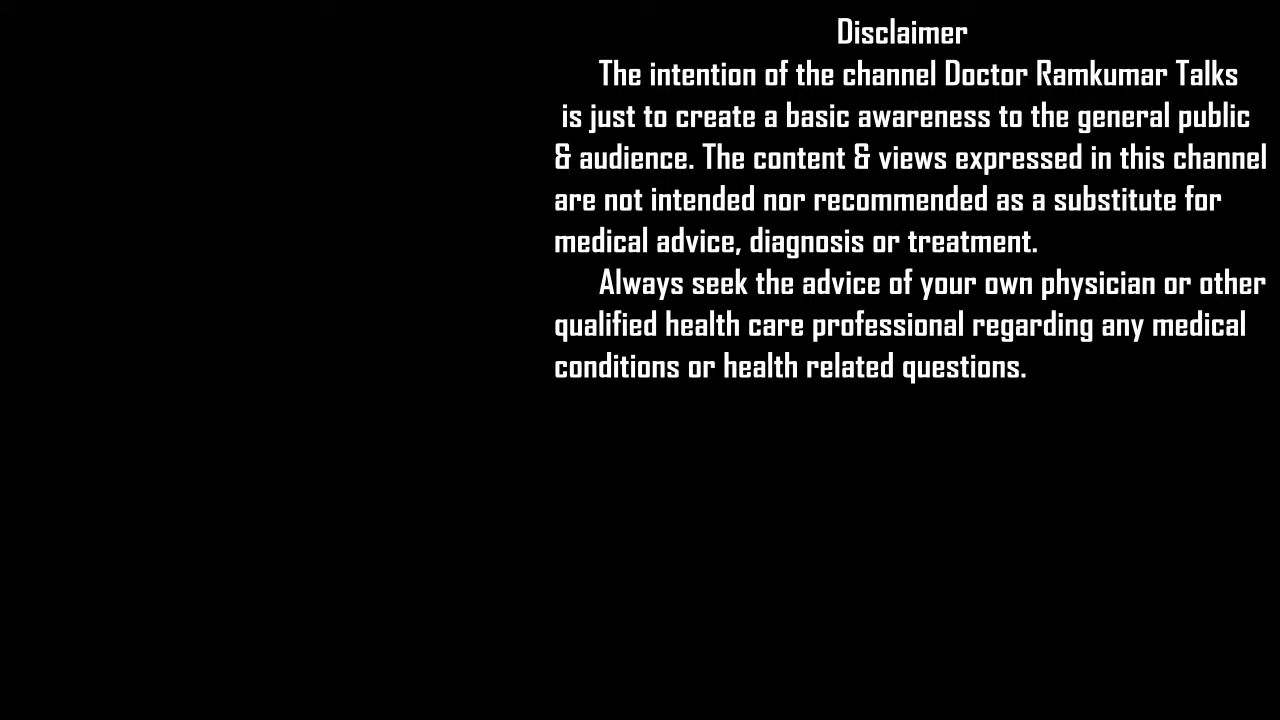 Disclaimer
The intention of the channel Doctor Ramkumar Talks
is just to create a basic awareness to the general public
& audience. The content & views expressed in this channel
are not intended nor recommended as a substitute for
medical advice, diagnosis or treatment.
Always seek the advice of your own physician or other
qualified health care professional regarding any medical
conditions or health related questions.